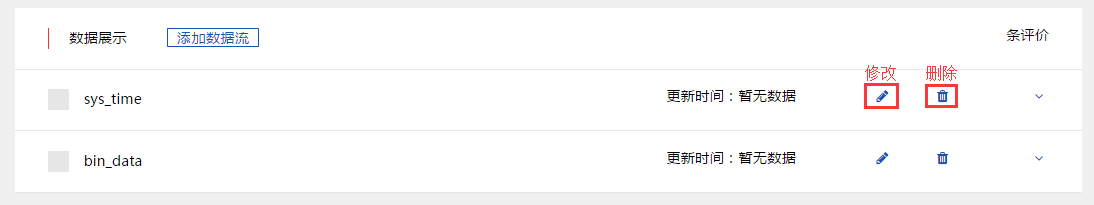 数据展示 添加数据流 条评价
修改 删除
sys_time 更新时间：暂无数据
bin_data 更新时间：暂无数据